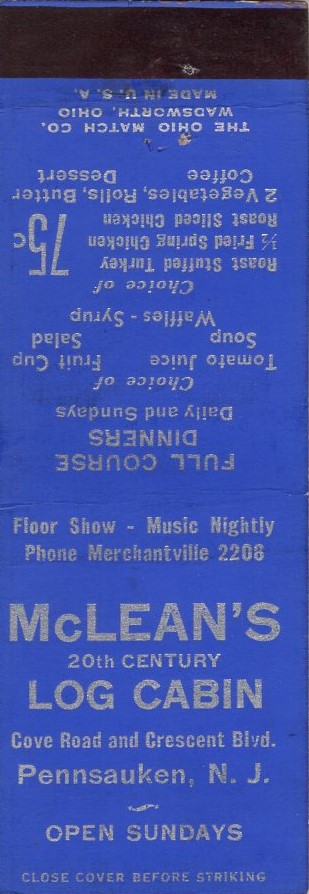 Floor Show - Music Nightly
Phone Merchantville 2208
McLEAN'S
20th CENTURY
LOG CABIN
Cove Road and Crescent Blvd.
Pennsauken, N. J.
OPEN SUNDAYS
CLOSE COVER BEFORE STRIKING
FULL COURSE
DINNERS
Daily and Sundays
Choice of
Tomato Juice Fruit Cup
Soup Salad
Waffles - Syrup
Choice of
Roast Stuffed Turkey
½ Fried Spring Chicken
Roast Sliced Chicken
75c
2 Vegetables, Rolls, Butter
Coffee Dessert
THE OHIO MATCH CO.
WADSWORTH, OHIO
MADE IN U. S. A.